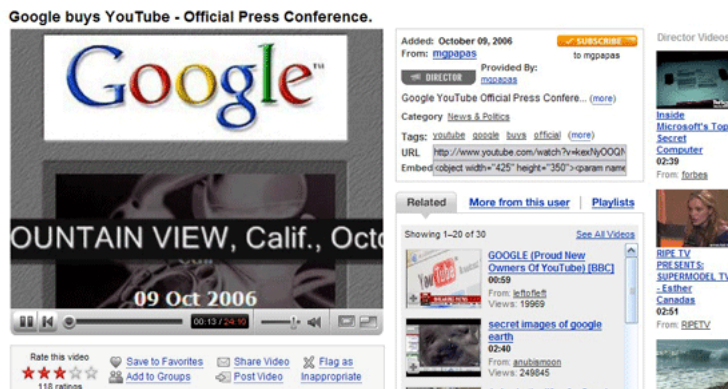 Google buys YouTube - Official Press Conference.
Google™
OUNTAIN VIEW, Calif., Octo
09 Oct 2006
00:13 / 24:10
Rate this video
118 ratings
Save to Favorites
Add to Groups
Share Video
Post Video
Flag as
Inappropriate
Added: October 09, 2006
From: mgpapas
SUBSCRIBE
to mgpapas
DIRECTOR
Provided By:
mgpapas
Google YouTube Official Press Confere... (more)
Category News & Politics
Tags: youtube google buys official (more)
URL http://www.youtube.com/watch?v=kexNyOOQN
Embed <object width="425" height="350"><param name
Related
More from this user
Playlists
Showing 1-20 of 30
See All Videos
YouTube
GOOGLE (Proud New
Owners Of YouTube) [BBC]
00:59
From: leftofleft
Views: 19969
secret images of google
earth
02:40
From: anubismoon
Views: 249845
Director Videos
Inside
Microsoft's Top
Secret
Computer
02:39
From: forbes
RIPE TV
PRESENTS:
SUPERMODEL TV
- Esther
Canadas
02:51
From: RIPETV